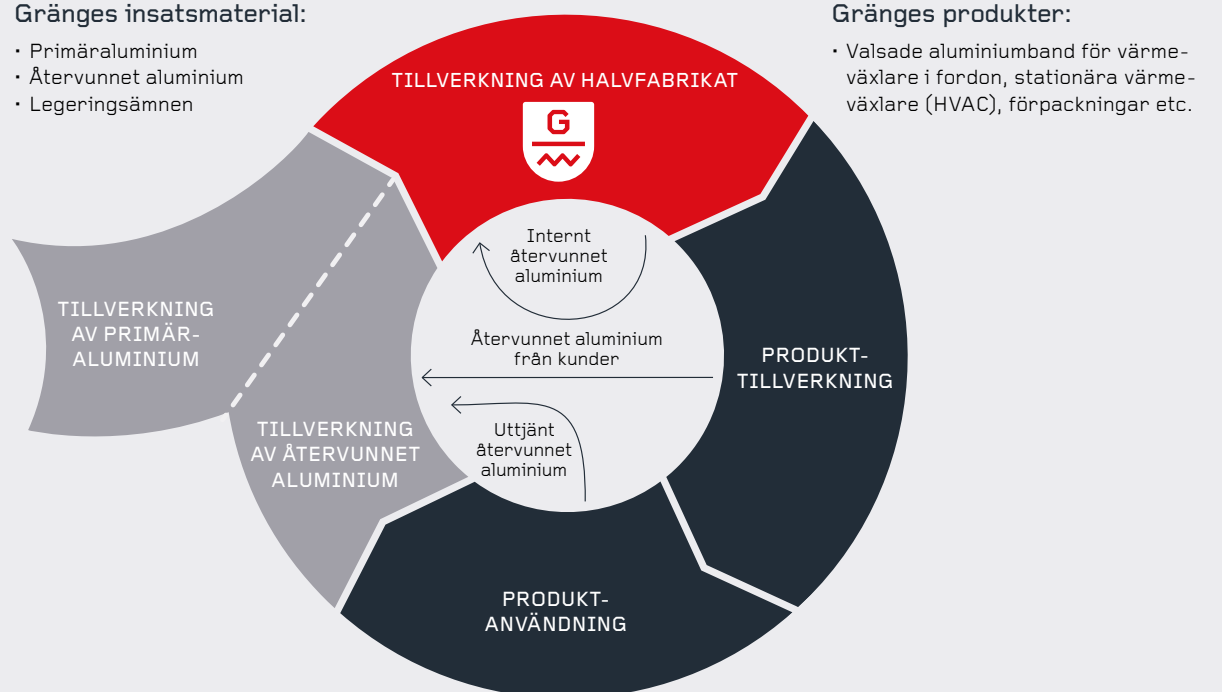 Gränges insatsmaterial:
· Primäraluminium
· Återvunnet aluminium
· Legeringsämnen
Gränges produkter:
· Valsade aluminiumband för värme-
växlare i fordon, stationära värme-
växlare (HVAC), förpackningar etc.
TILLVERKNING AV HALVFABRIKAT
G
Internt
återvunnet
aluminium
Återvunnet aluminium
från kunder
Uttjänt
återvunnet
aluminium
TILLVERKNING
AV PRIMÄR-
ALUMINIUM
TILLVERKNING
AV ÅTERVUNNET
ALUMINIUM
PRODUKT-
TILLVERKNING
PRODUKT-
ANVÄNDNING